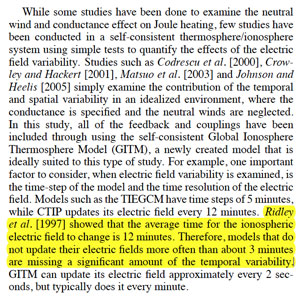 While some studies have been done to examine the neutral
wind and conductance effect on Joule heating, few studies have
been conducted in a self-consistent thermosphere/ionosphere
system using simple tests to quantify the effects of the electric
field variability. Studies such as Codrescu et al. [2000], Crow-
ley and Hackert [2001], Matsuo et al. [2003] and Johnson and
Heelis [2005] simply examine the contribution of the temporal
and spatial variability in an idealized environment, where the
conductance is specified and the neutral winds are neglected.
In this study, all of the feedback and couplings have been
included through using the self-consistent Global Ionosphere
Thermosphere Model (GITM), a newly created model that is
ideally suited to this type of study. For example, one important
factor to consider, when electric field variability is examined, is
the time-step of the model and the time resolution of the electric
field. Models such as the TIEGCM have time steps of 5 minutes,
while CTIP updates its electric field every 12 minutes. Ridley
et al. [1997] showed that the average time for the ionospheric
electric field to change is 12 minutes. Therefore, models that do
not update their electric fields more often than about 3 minutes
are missing a significant amount of the temporal variability.
GITM can update its electric field approximately every 2 sec-
onds, but typically does it every minute.